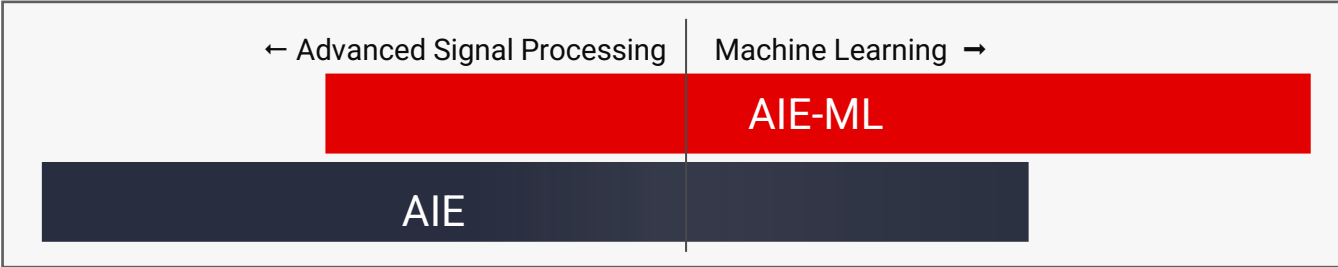 ← Advanced Signal Processing
Machine Learning →
AIE-ML
AIE